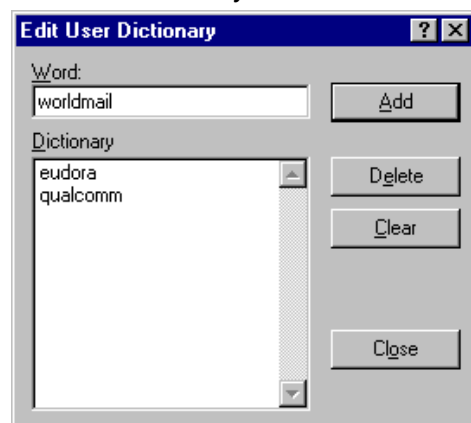 Edit User Dictionary
Word:
worldmail
Add
Dictionary
eudora
qualcomm
Delete
Clear
Close